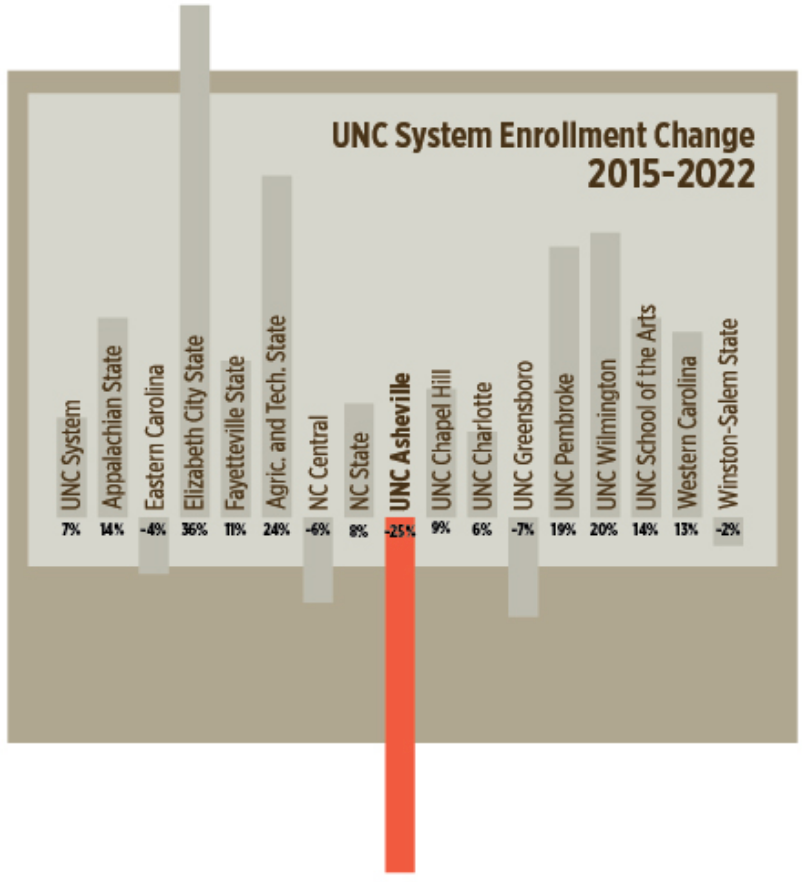 UNC System Enrollment Change
2015-2022
UNC System
Appalachian State
Eastern Carolina
Elizabeth City State
Fayetteville State
Agric. and Tech. State
NC Central
NC State
UNC Asheville
UNC Chapel Hill
UNC Charlotte
UNC Greensboro
UNC Pembroke
UNC Wilmington
UNC School of the Arts
Western Carolina
Winston-Salem State
7% 14% -4% 36% 11% 24% -6% 8% -25% 9% 6% -7% 19% 20% 14% 13% -2%